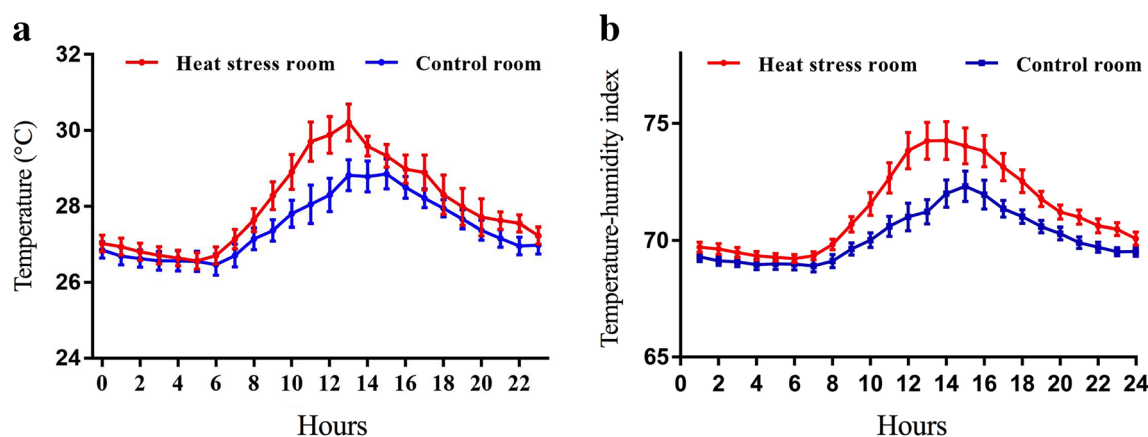 a
Heat stress room
Control room
Temperature (°C)
32
30
28
26
24
0 2 4 6 8 10 12 14 16 18 20 22
Hours
b
Heat stress room
Control room
Temperature-humidity index
75
70
65
0 2 4 6 8 10 12 14 16 18 20 22 24
Hours